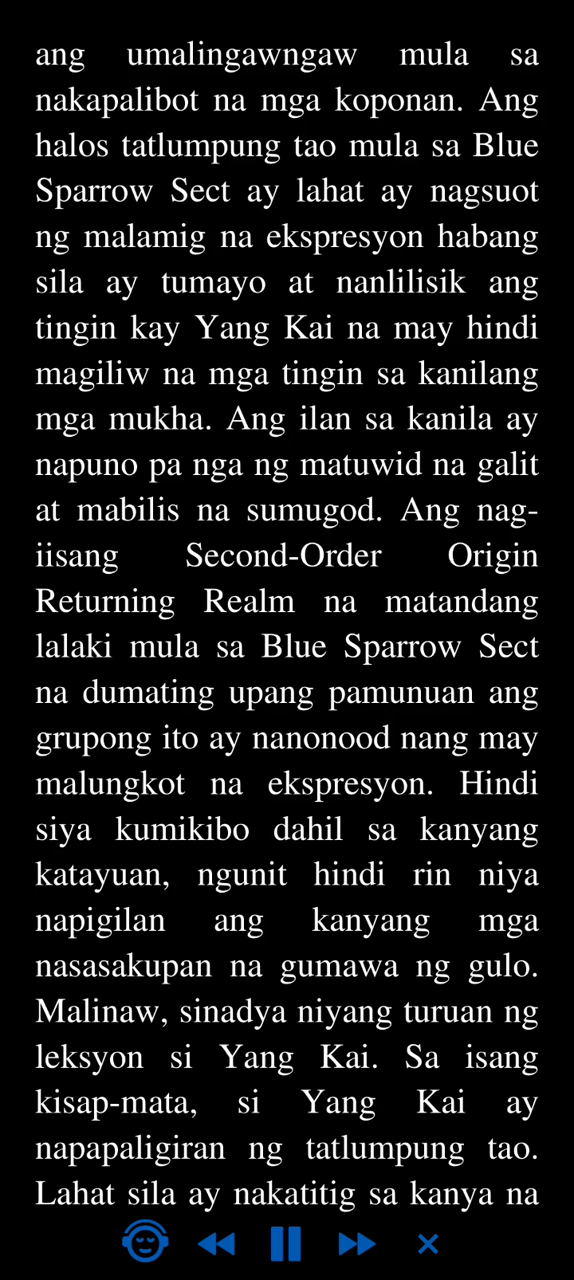 ang umalingawngaw mula sa
nakapalibot na mga koponan. Ang
halos tatlumpung tao mula sa Blue
Sparrow Sect ay lahat ay nagsuot
ng malamig na ekspresyon habang
sila ay tumayo at nanlilisik ang
tingin kay Yang Kai na may hindi
magiliw na mga tingin sa kanilang
mga mukha. Ang ilan sa kanila ay
napuno pa nga ng matuwid na galit
at mabilis na sumugod. Ang nag-
iisang Second-Order Origin
Returning Realm na matandang
lalaki mula sa Blue Sparrow Sect
na dumating upang pamunuan ang
grupong ito ay nanonood nang may
malungkot na ekspresyon. Hindi
siya kumikibo dahil sa kanyang
katayuan, ngunit hindi rin niya
napigilan ang kanyang mga
nasasakupan na gumawa ng gulo.
Malinaw, sinadya niyang turuan ng
leksyon si Yang Kai. Sa isang
kisap-mata, si Yang Kai ay
napapaligiran ng tatlumpung tao.
Lahat sila ay nakatitig sa kanya na